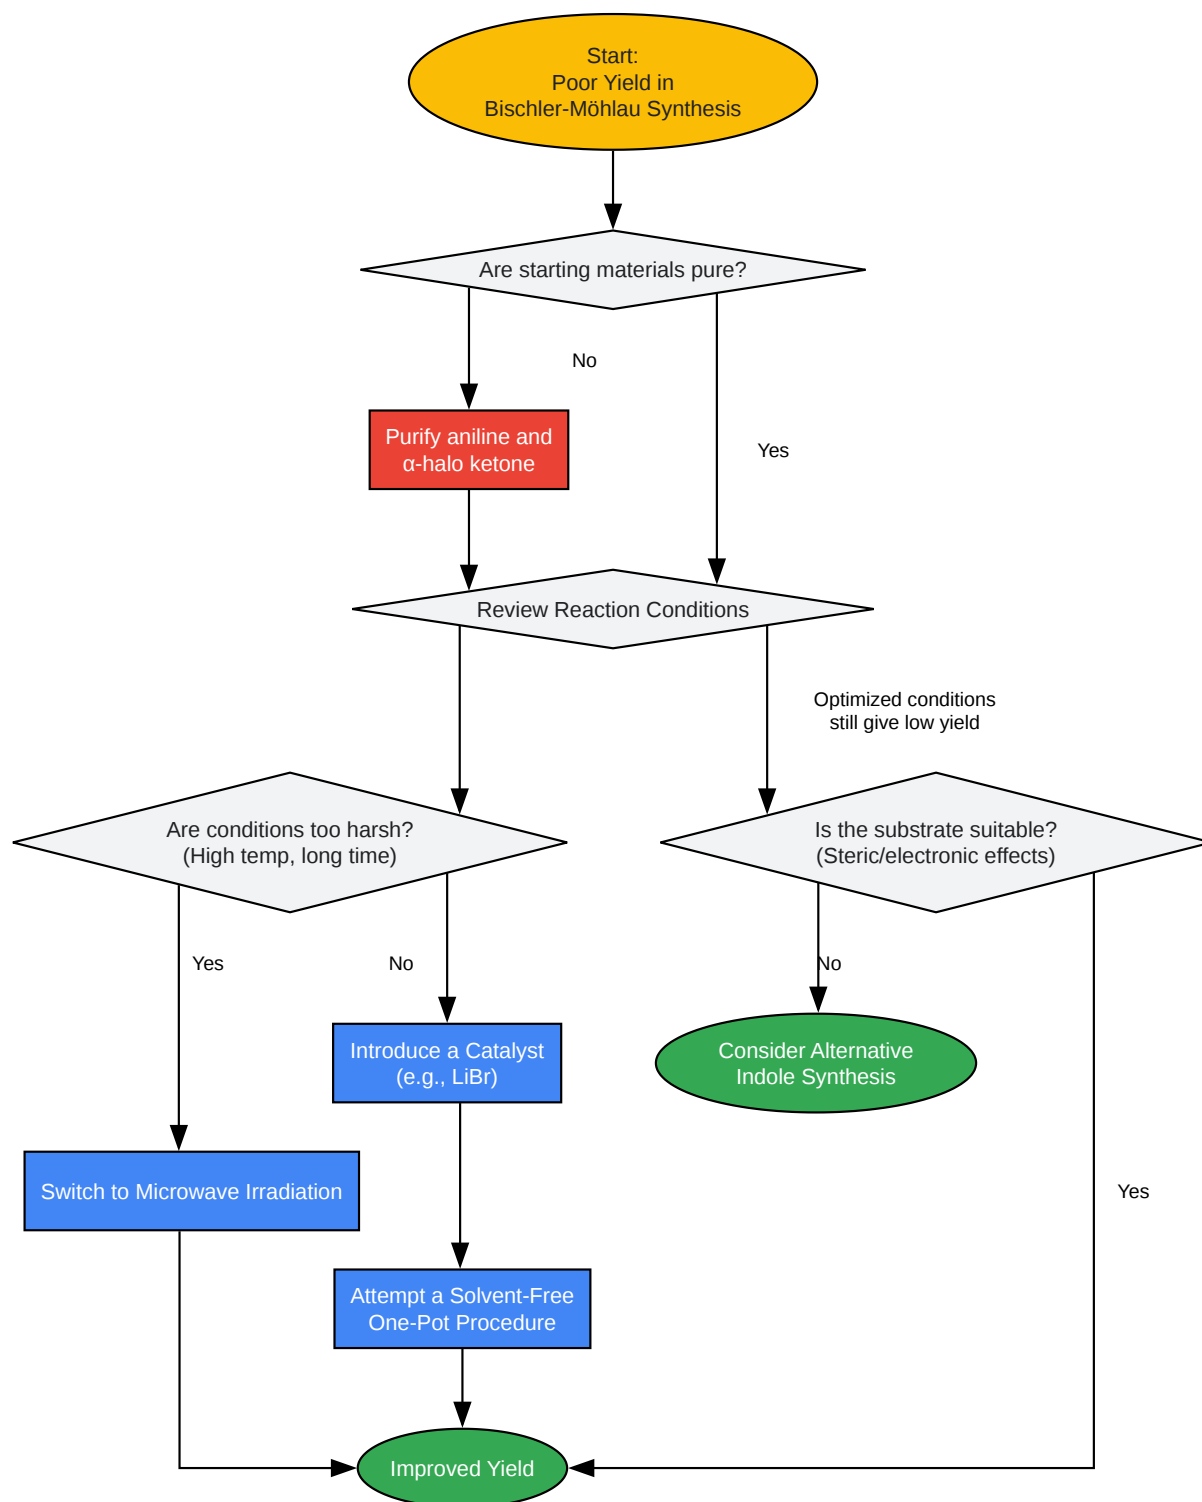 Start:
Poor Yield in
Bischler-Möhlau Synthesis
Are starting materials pure?
No
Purify aniline and
α-halo ketone
Yes
Review Reaction Conditions
Optimized conditions
still give low yield
Are conditions too harsh?
(High temp, long time)
Is the substrate suitable?
(Steric/electronic effects)
Yes
No
No
Introduce a Catalyst
(e.g., LiBr)
Consider Alternative
Indole Synthesis
Switch to Microwave Irradiation
Yes
Attempt a Solvent-Free
One-Pot Procedure
Improved Yield